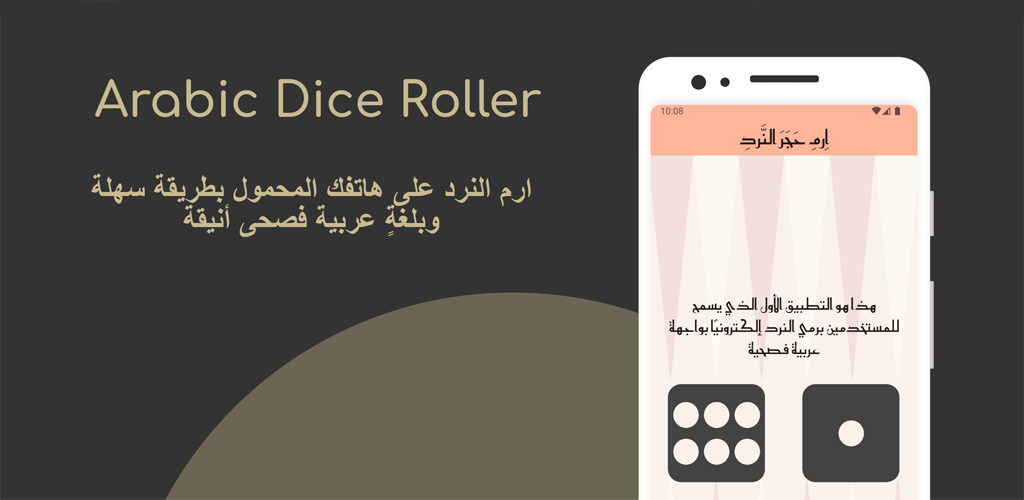 Arabic Dice Roller
ارم النرد على هاتفك المحمول بطريقة سهلة
وبلغةٍ عربية فصحى أنيقة
10:08
اِرمِ حَجَرَ النَّردِ
هذا هو التطبيق الأول الذي يسمح
للمستخدمين برمي النرد إلكترونيًا بواجهة
عربية فصحية